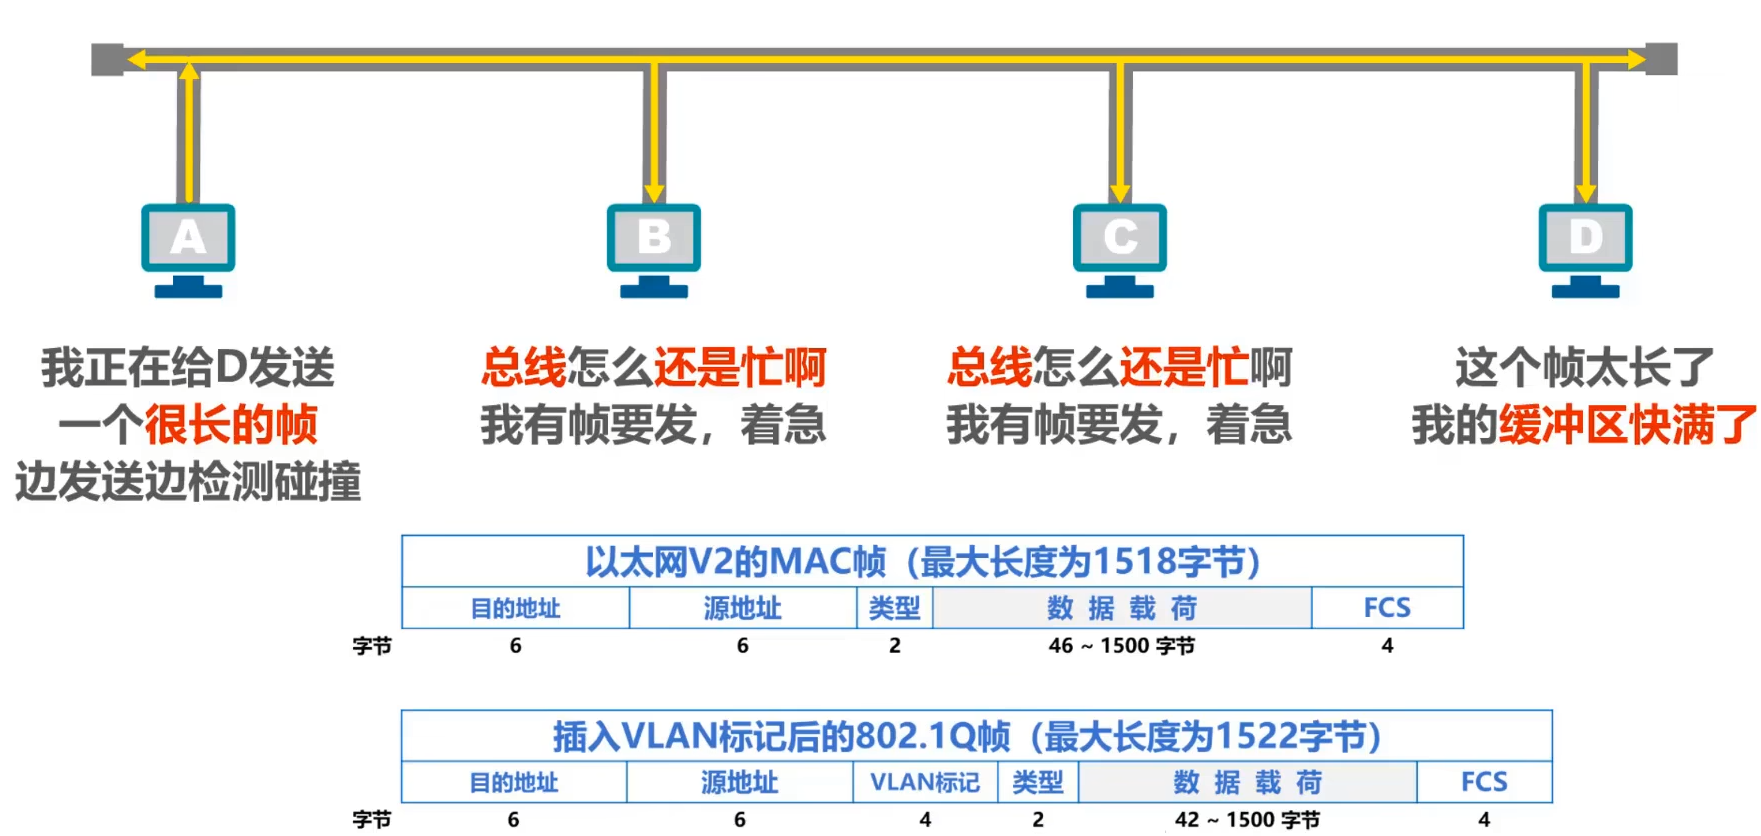 A
B
C
D
我正在给D发送
一个很长的帧
边发送边检测碰撞
总线怎么还是忙啊
我有帧要发，着急
总线怎么还是忙啊
我有帧要发，着急
这个帧太长了
我的缓冲区快满了
以太网V2的MAC帧（最大长度为1518字节）
目的地址 源地址 类型 数 据 载 荷 FCS
字节 6 6 2 46 ~ 1500 字节 4
插入VLAN标记后的802.1Q帧（最大长度为1522字节）
目的地址 源地址 VLAN标记 类型 数 据 载 荷 FCS
字节 6 6 4 2 42 ~ 1500 字节 4